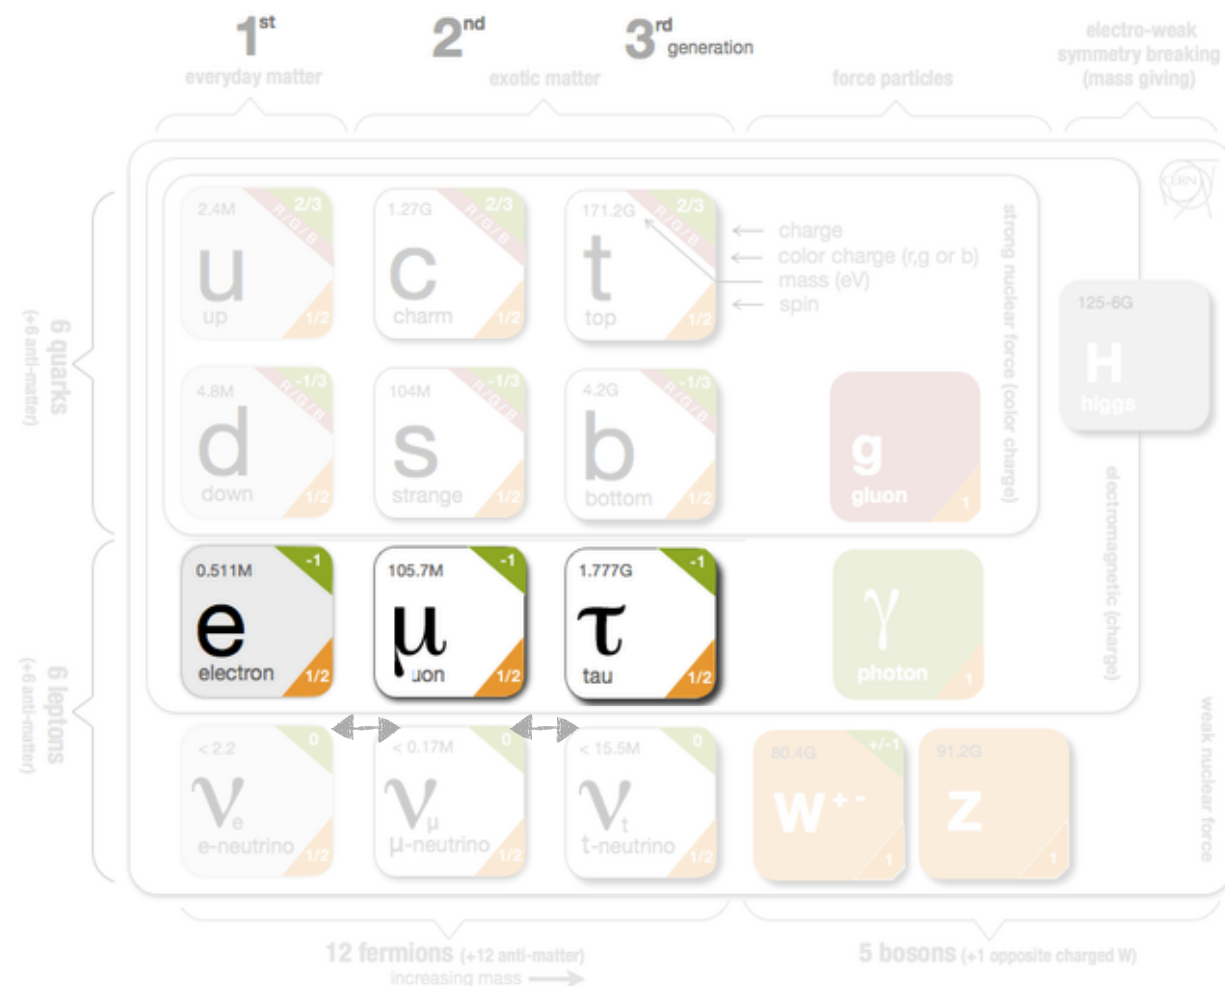 1st
2nd
3rd generation
everyday matter
exotic matter
force particles
electro-weak
symmetry breaking
(mass giving)
CERN
6 quarks
(+6 anti-matter)
2.4M
2/3
R/G/B
u
up
1/2
1.27G
2/3
R/G/B
c
charm
1/2
171.2G
2/3
R/G/B
t
top
1/2
charge
color charge (r,g or b)
mass (eV)
spin
strong nuclear force (color charge)
125-6G
H
higgs
4.8M
-1/3
R/G/B
d
down
1/2
104M
-1/3
R/G/B
s
strange
1/2
4.2G
-1/3
R/G/B
b
bottom
1/2
g
gluon
1
electromagnetic (charge)
6 leptons
(+6 anti-matter)
0.511M
-1
e
electron
1/2
105.7M
-1
μ
uon
1/2
1.777G
-1
τ
tau
1/2
γ
photon
1
weak nuclear force
< 2.2
0
νe
e-neutrino
1/2
< 0.17M
0
νμ
μ-neutrino
1/2
< 15.5M
0
νt
t-neutrino
1/2
80.4G
+/-1
W+-
1
91.2G
Z
1
12 fermions (+12 anti-matter)
increasing mass
5 bosons (+1 opposite charged W)